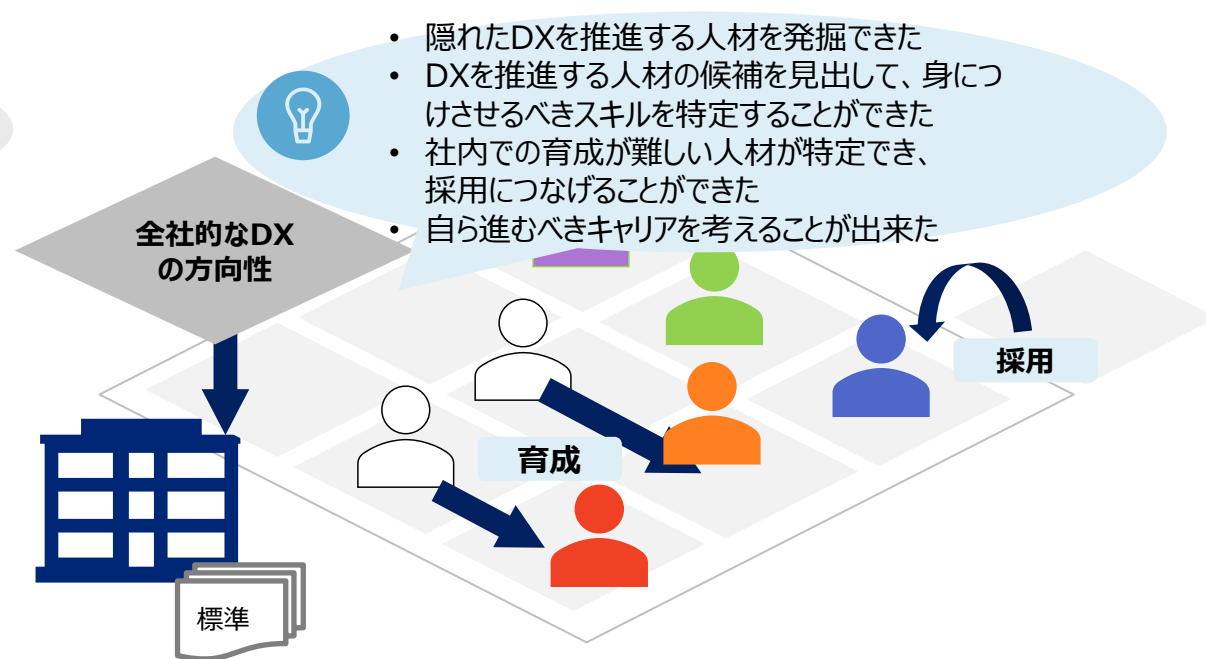 • 隠れたDXを推進する人材を発掘できた
• DXを推進する人材の候補を見出して、身につ
けさせるべきスキルを特定することができた
• 社内での育成が難しい人材が特定でき、
採用につなげることができた
• 自ら進むべきキャリアを考えることが出来た
全社的なDX
の方向性
採用
育成
標準